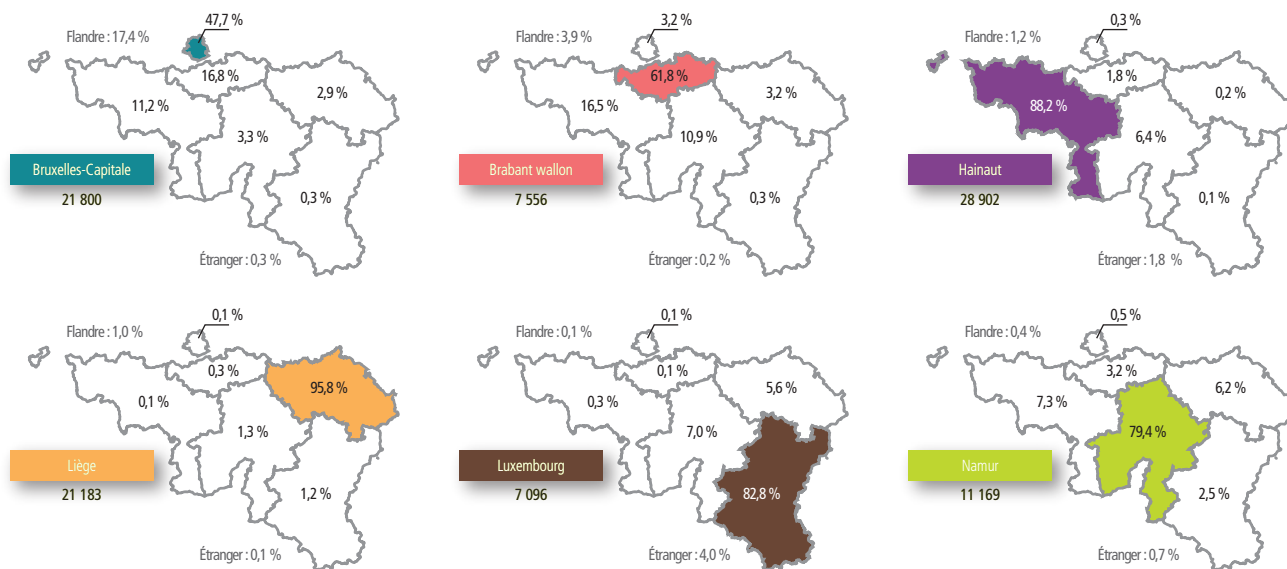 47,7 %
Flandre : 17,4 %
16,8 %
2,9 %
11,2 %
3,3 %
Bruxelles-Capitale
21 800
0,3 %
Étranger : 0,3 %
3,2 %
Flandre : 3,9 %
61,8 %
3,2 %
16,5 %
10,9 %
Brabant wallon
7 556
0,3 %
Étranger : 0,2 %
0,3 %
Flandre : 1,2 %
1,8 %
0,2 %
88,2 %
6,4 %
Hainaut
28 902
0,1 %
Étranger : 1,8 %
0,1 %
Flandre : 1,0 %
0,3 %
95,8 %
0,1 %
1,3 %
Liège
21 183
1,2 %
Étranger : 0,1 %
0,1 %
Flandre : 0,1 %
0,1 %
5,6 %
0,3 %
7,0 %
Luxembourg
7 096
82,8 %
Étranger : 4,0 %
0,5 %
Flandre : 0,4 %
3,2 %
6,2 %
7,3 %
79,4 %
Namur
11 169
2,5 %
Étranger : 0,7 %